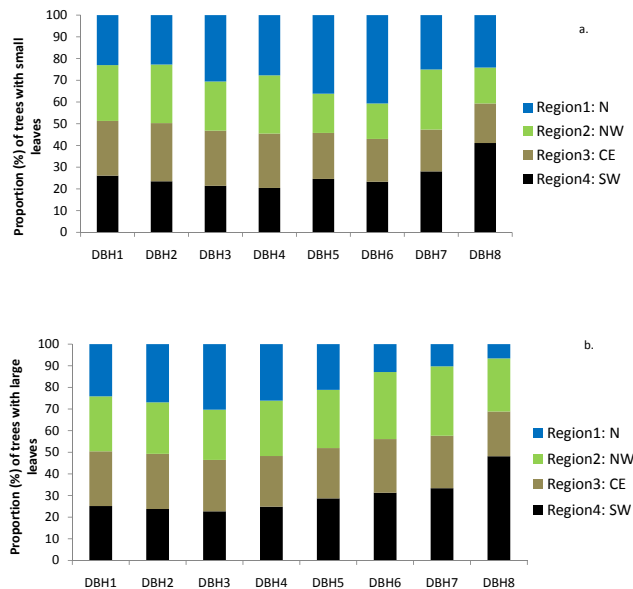 a.
Proportion (%) of trees with small
leaves
100
90
80
70
60
50
40
30
20
10
0
DBH1 DBH2 DBH3 DBH4 DBH5 DBH6 DBH7 DBH8
Region1: N
Region2: NW
Region3: CE
Region4: SW
b.
Proportion (%) of trees with large
leaves
100
90
80
70
60
50
40
30
20
10
0
DBH1 DBH2 DBH3 DBH4 DBH5 DBH6 DBH7 DBH8
Region1: N
Region2: NW
Region3: CE
Region4: SW